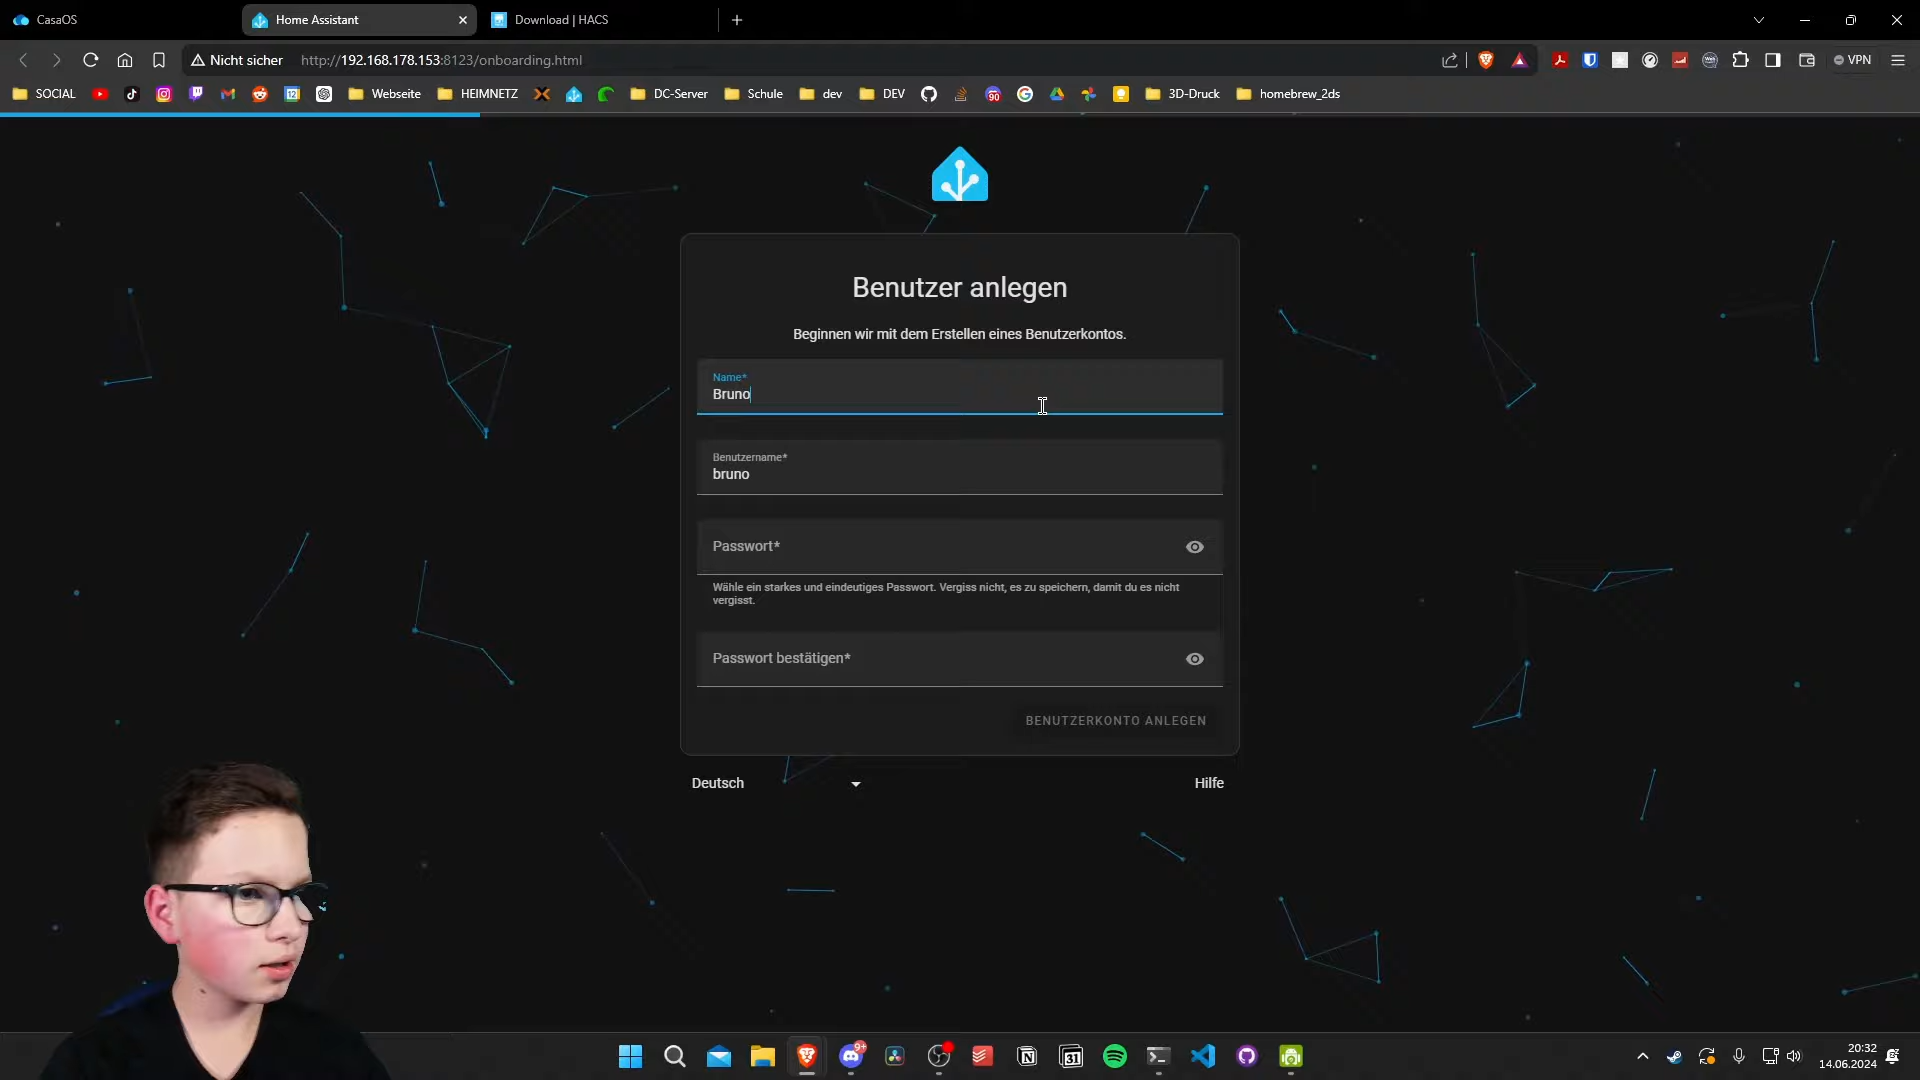 CasaOS
Home Assistant
Download | HACS
Nicht sicher
http://192.168.178.153:8123/onboarding.html
VPN
SOCIAL
Webseite
HEIMNETZ
DC-Server
Schule
dev
DEV
3D-Druck
homebrew_2ds
Benutzer anlegen
Beginnen wir mit dem Erstellen eines Benutzerkontos.
Name*
Bruno
Benutzername*
bruno
Passwort*
Wähle ein starkes und eindeutiges Passwort. Vergiss nicht, es zu speichern, damit du es nicht
vergisst.
Passwort bestätigen*
BENUTZERKONTO ANLEGEN
Deutsch
Hilfe
9+
31
20:32
14.06.2024